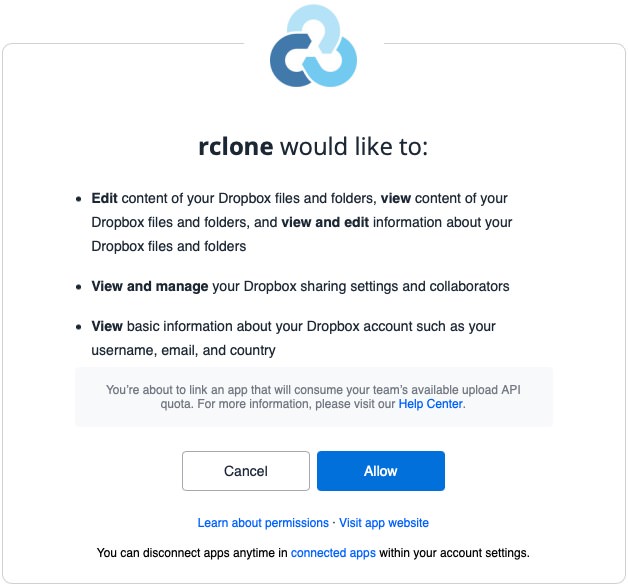 rclone would like to:
• Edit content of your Dropbox files and folders, view content of your
Dropbox files and folders, and view and edit information about your
Dropbox files and folders
• View and manage your Dropbox sharing settings and collaborators
• View basic information about your Dropbox account such as your
username, email, and country
You’re about to link an app that will consume your team’s available upload API
quota. For more information, please visit our Help Center.
Cancel
Allow
Learn about permissions · Visit app website
You can disconnect apps anytime in connected apps within your account settings.